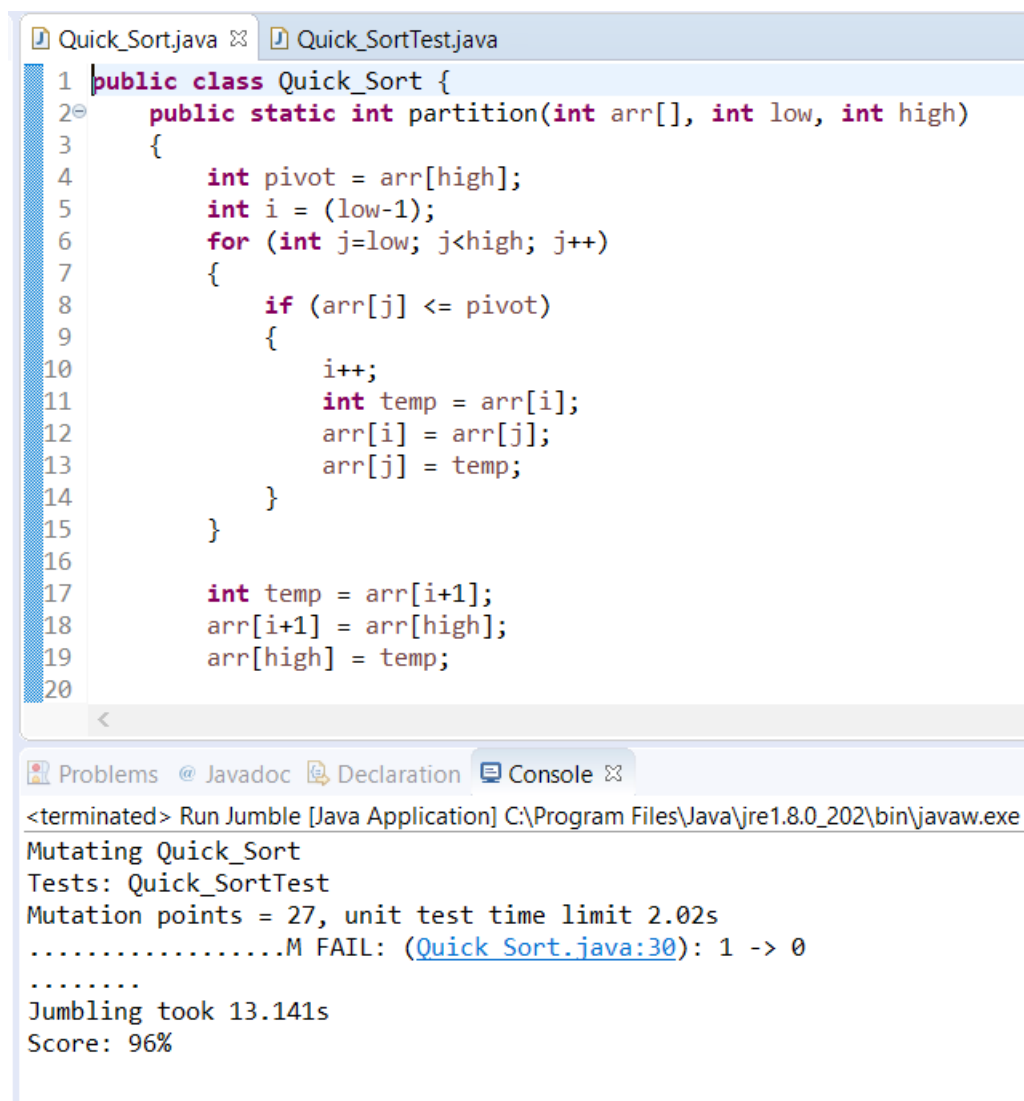 Quick_Sort.java Quick_SortTest.java
1 public class Quick_Sort {
2 public static int partition(int arr[], int low, int high)
3 {
4 int pivot = arr[high];
5 int i = (low-1);
6 for (int j=low; j<high; j++)
7 {
8 if (arr[j] <= pivot)
9 {
10 i++;
11 int temp = arr[i];
12 arr[i] = arr[j];
13 arr[j] = temp;
14 }
15 }
16
17 int temp = arr[i+1];
18 arr[i+1] = arr[high];
19 arr[high] = temp;
20
Problems @ Javadoc Declaration Console
<terminated> Run Jumble [Java Application] C:\Program Files\Java\jre1.8.0_202\bin\javaw.exe
Mutating Quick_Sort
Tests: Quick_SortTest
Mutation points = 27, unit test time limit 2.02s
..................M FAIL: (Quick_Sort.java:30): 1 -> 0
........
Jumbling took 13.141s
Score: 96%